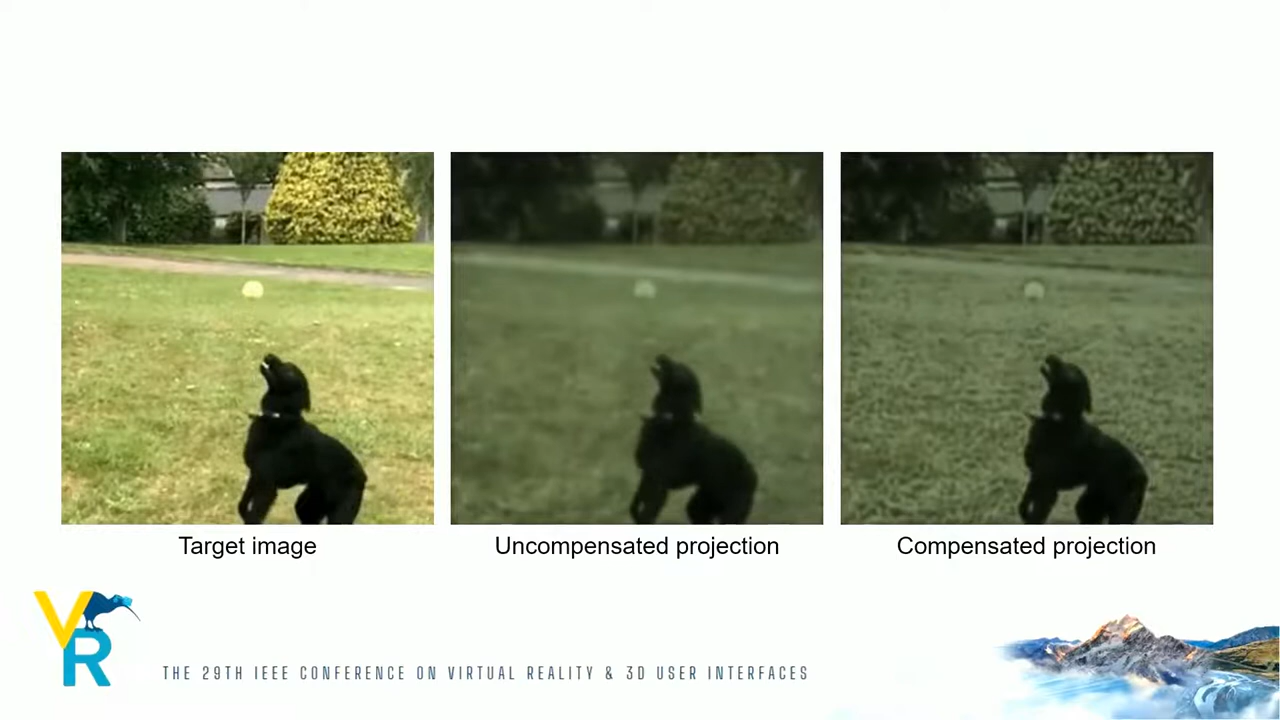 Target image
Uncompensated projection
Compensated projection
VR
THE 29TH IEEE CONFERENCE ON VIRTUAL REALITY & 3D USER INTERFACES